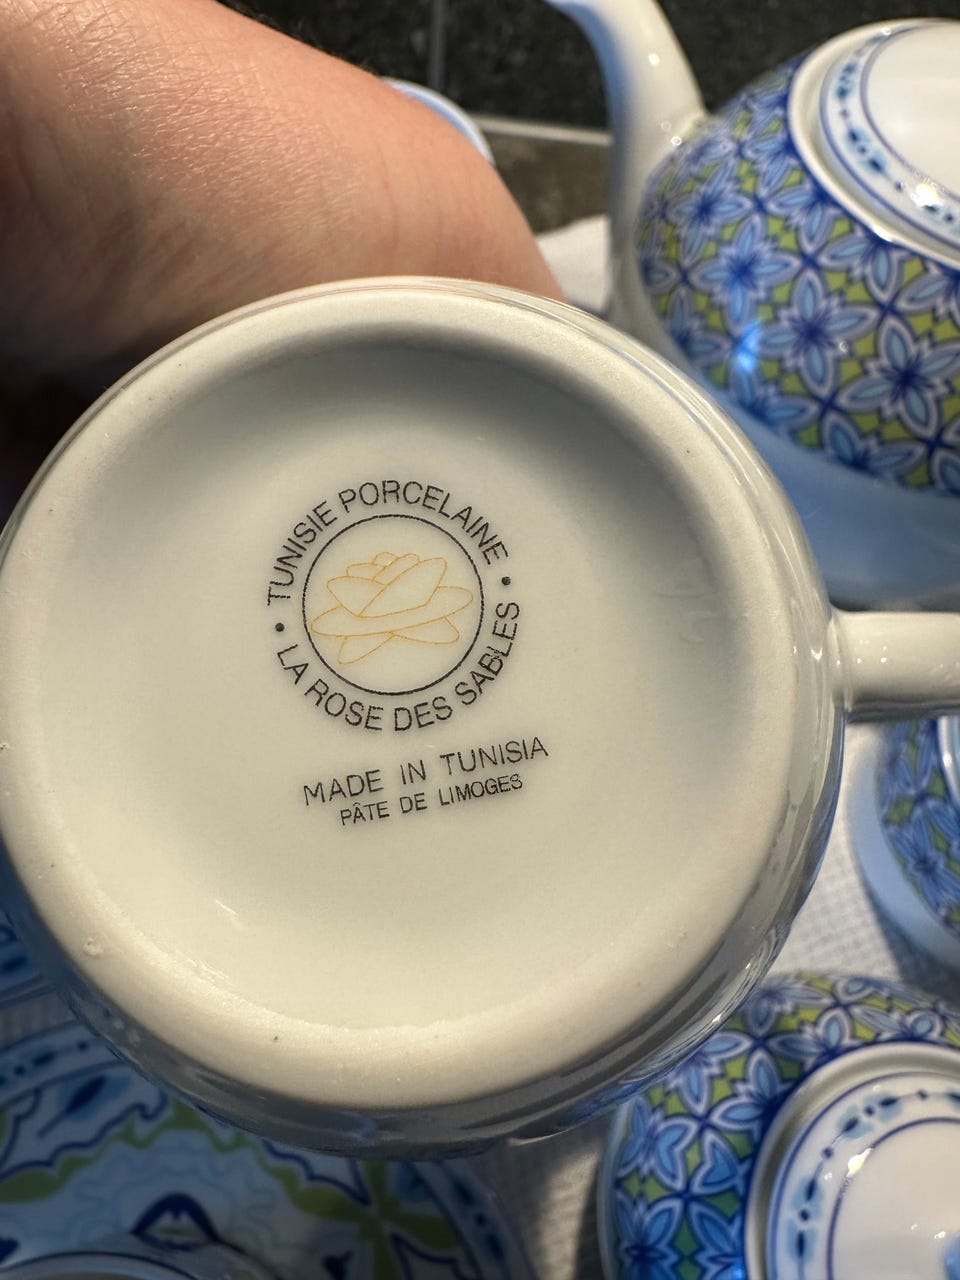 TUNISIE PORCELAINE
• LA ROSE DES SABLES •
MADE IN TUNISIA
PÂTE DE LIMOGES